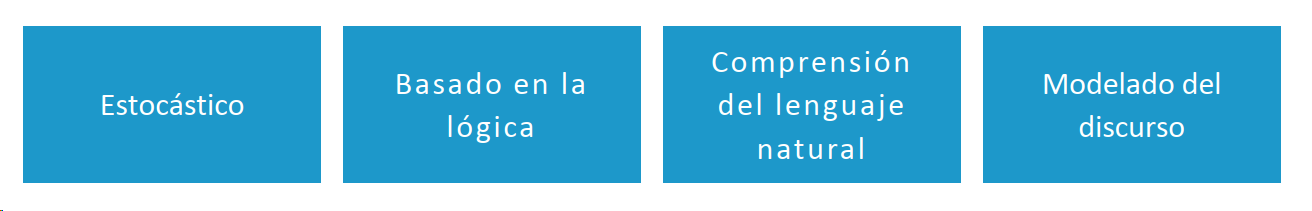 Estocástico
Basado en la
lógica
Comprensión
del lenguaje
natural
Modelado del
discurso